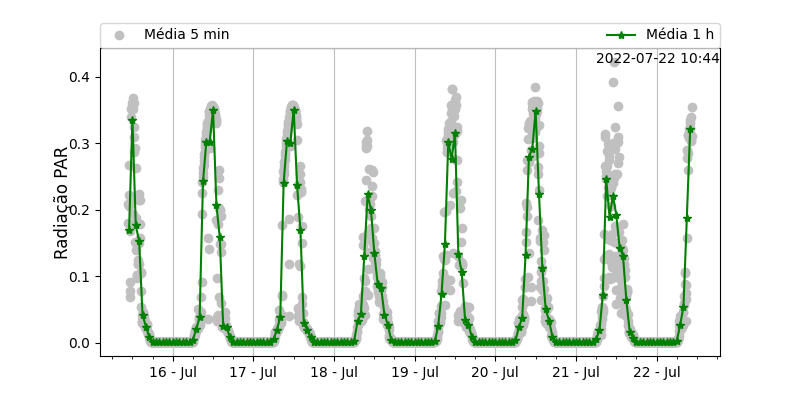 Média 5 min
Média 1 h
2022-07-22 10:44
Radiação PAR
0.4
0.3
0.2
0.1
0.0
16 - Jul
17 - Jul
18 - Jul
19 - Jul
20 - Jul
21 - Jul
22 - Jul